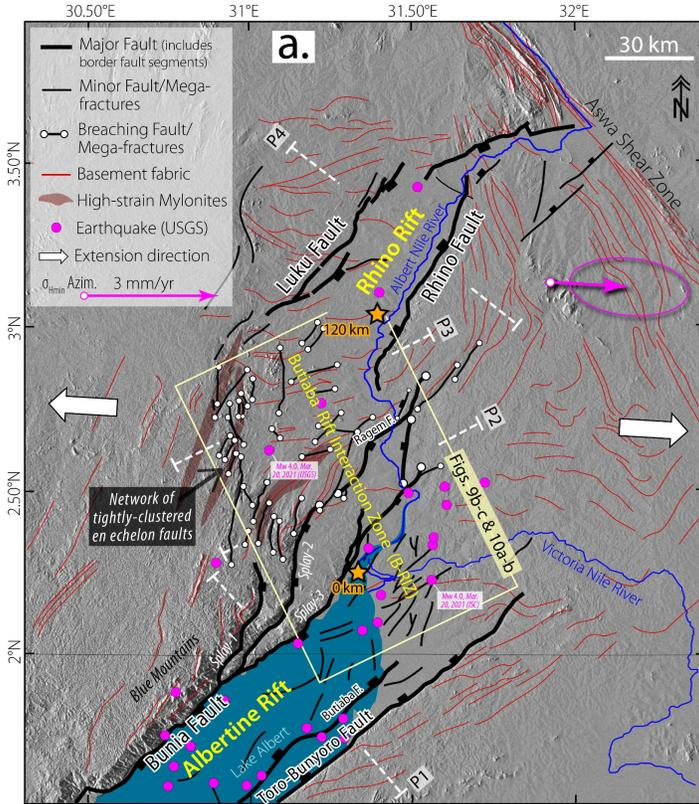 30.50°E
31°E
31.50°E
32°E
a.
30 km
N
Major Fault (includes
border fault segments)
Minor Fault/Mega-
fractures
Breaching Fault/
Mega-fractures
Basement fabric
High-strain Mylonites
Earthquake (USGS)
Extension direction
σHmin Azim. 3 mm/yr
3.50°N
3°N
2.50°N
2°N
P4
Aswa Shear Zone
Luku Fault
Rhino Rift
Albert Nile River
Rhino Fault
120 km
P3
Butiaba Rift Interaction Zone (B-RIZ)
Ragem F.
P2
Mw 4.0, Mar.
20, 2021 (USGS)
Figs. 9b-c & 10a-b
Network of
tightly-clustered
en echelon faults
Splay-2
Victoria Nile River
0 km
Mw 4.0, Mar.
20, 2021 (ISC)
Splay-3
Splay-1
Blue Mountains
Bunia Fault
Albertine Rift
Butiaba F.
Lake Albert
Toro-Bunyoro Fault
P1